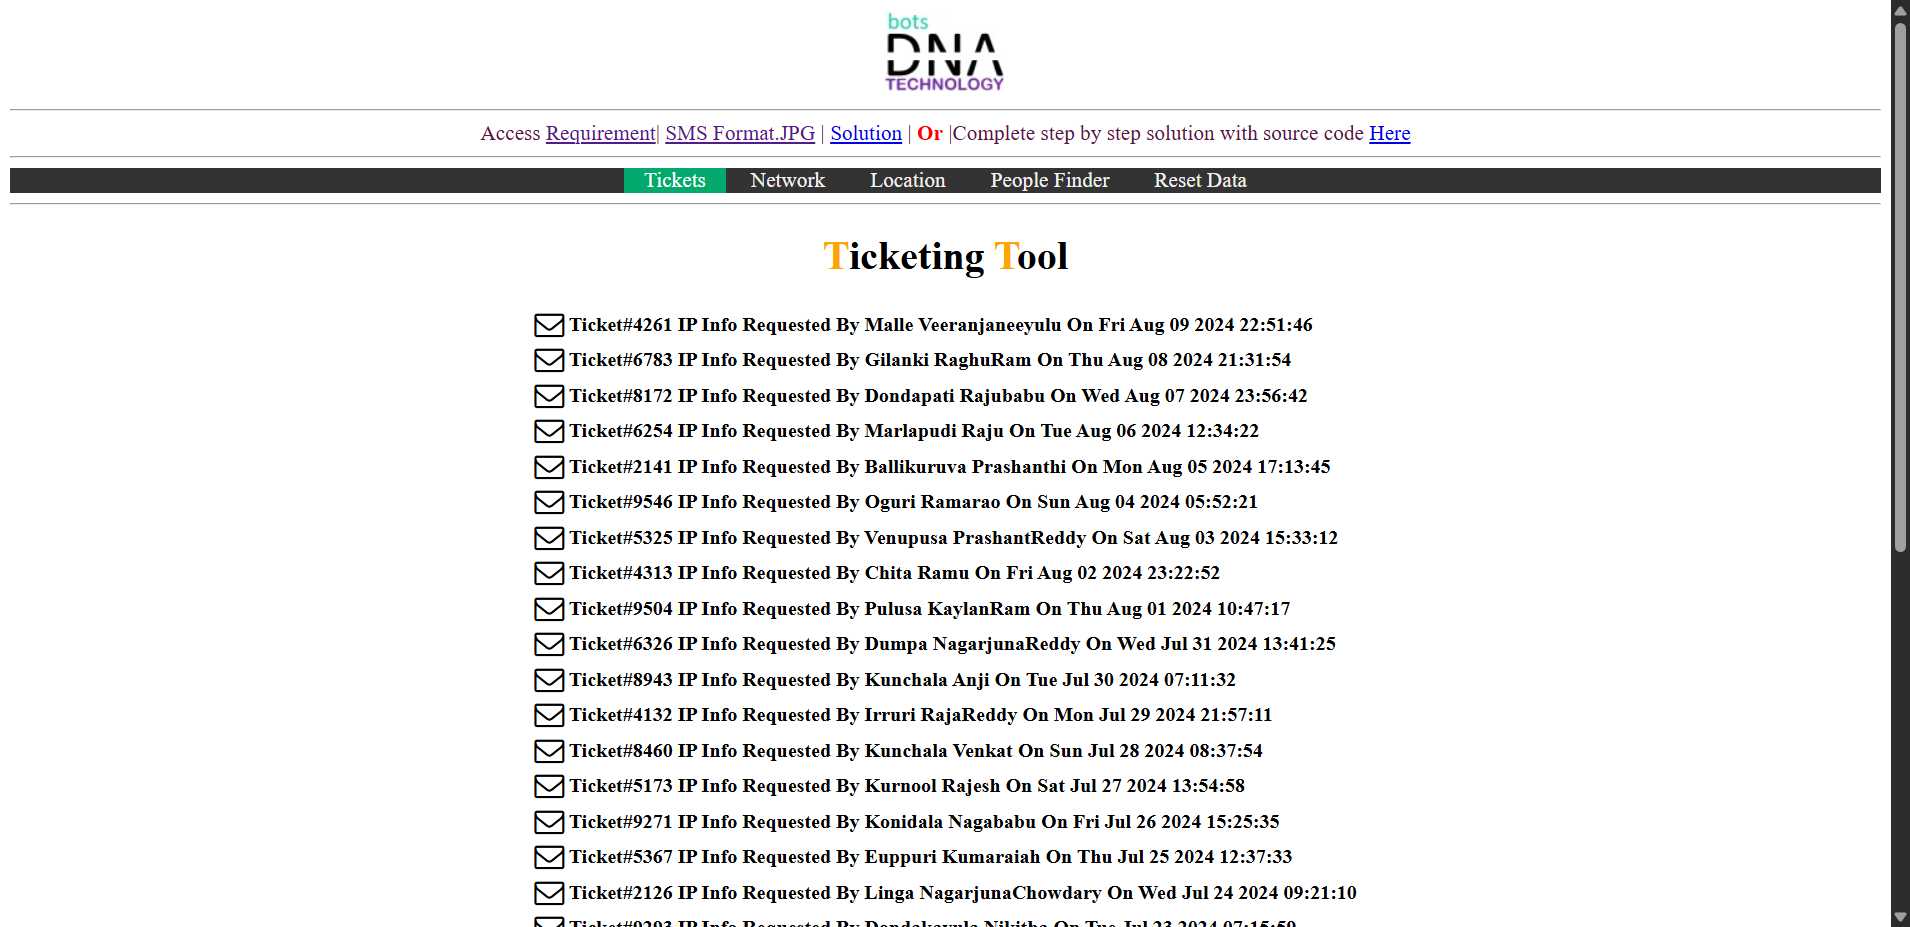 bots
DNA
TECHNOLOGY
Access Requirement| SMS Format.JPG | Solution | Or |Complete step by step solution with source code Here
Tickets Network Location People Finder Reset Data
Ticketing Tool
Ticket#4261 IP Info Requested By Malle Veeranjaneeyulu On Fri Aug 09 2024 22:51:46
Ticket#6783 IP Info Requested By Gilanki RaghuRam On Thu Aug 08 2024 21:31:54
Ticket#8172 IP Info Requested By Dondapati Rajubabu On Wed Aug 07 2024 23:56:42
Ticket#6254 IP Info Requested By Marlapudi Raju On Tue Aug 06 2024 12:34:22
Ticket#2141 IP Info Requested By Ballikuruva Prashanthi On Mon Aug 05 2024 17:13:45
Ticket#9546 IP Info Requested By Oguri Ramarao On Sun Aug 04 2024 05:52:21
Ticket#5325 IP Info Requested By Venupusa PrashantReddy On Sat Aug 03 2024 15:33:12
Ticket#4313 IP Info Requested By Chita Ramu On Fri Aug 02 2024 23:22:52
Ticket#9504 IP Info Requested By Pulusa KaylanRam On Thu Aug 01 2024 10:47:17
Ticket#6326 IP Info Requested By Dumpa NagarjunaReddy On Wed Jul 31 2024 13:41:25
Ticket#8943 IP Info Requested By Kunchala Anji On Tue Jul 30 2024 07:11:32
Ticket#4132 IP Info Requested By Irruri RajaReddy On Mon Jul 29 2024 21:57:11
Ticket#8460 IP Info Requested By Kunchala Venkat On Sun Jul 28 2024 08:37:54
Ticket#5173 IP Info Requested By Kurnool Rajesh On Sat Jul 27 2024 13:54:58
Ticket#9271 IP Info Requested By Konidala Nagababu On Fri Jul 26 2024 15:25:35
Ticket#5367 IP Info Requested By Euppuri Kumaraiah On Thu Jul 25 2024 12:37:33
Ticket#2126 IP Info Requested By Linga NagarjunaChowdary On Wed Jul 24 2024 09:21:10
IP Info Requested By Nikitha On Tue Jul 23 2024